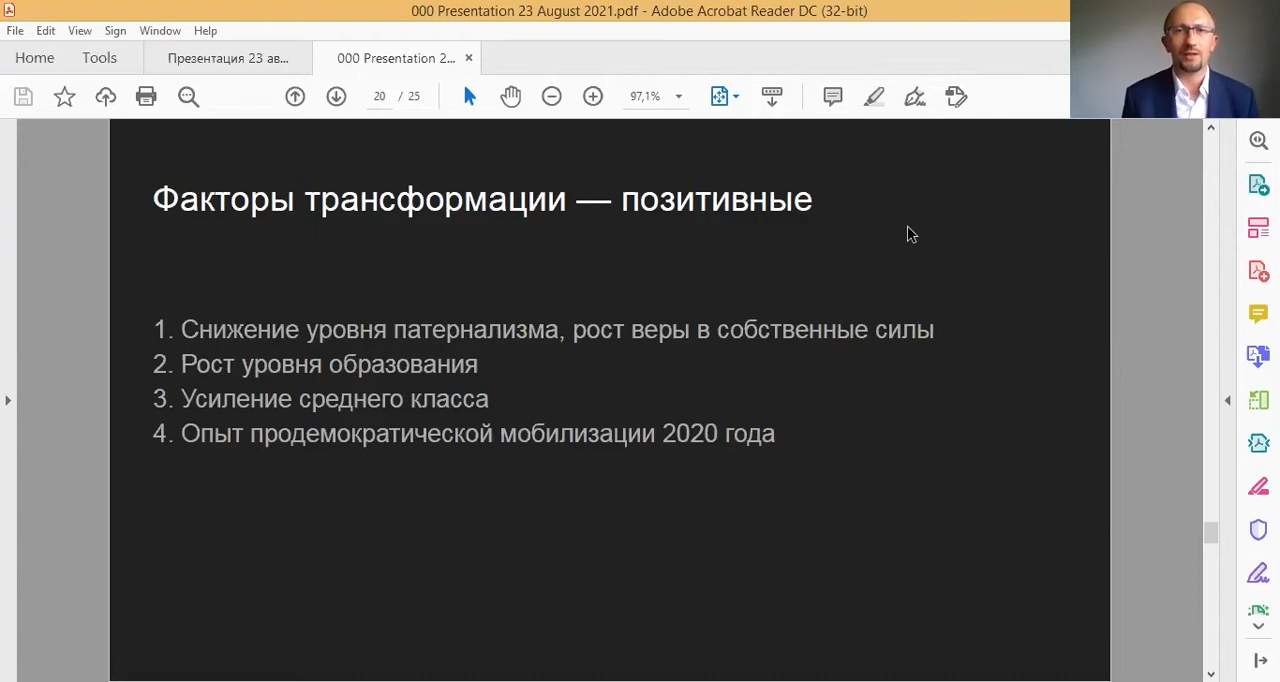 000 Presentation 23 August 2021.pdf - Adobe Acrobat Reader DC (32-bit)
File Edit View Sign Window Help
Home Tools Презентация 23 ав... 000 Presentation 2... ×
20 / 25 97,1%
Факторы трансформации — позитивные
1. Снижение уровня патернализма, рост веры в собственные силы
2. Рост уровня образования
3. Усиление среднего класса
4. Опыт продемократической мобилизации 2020 года